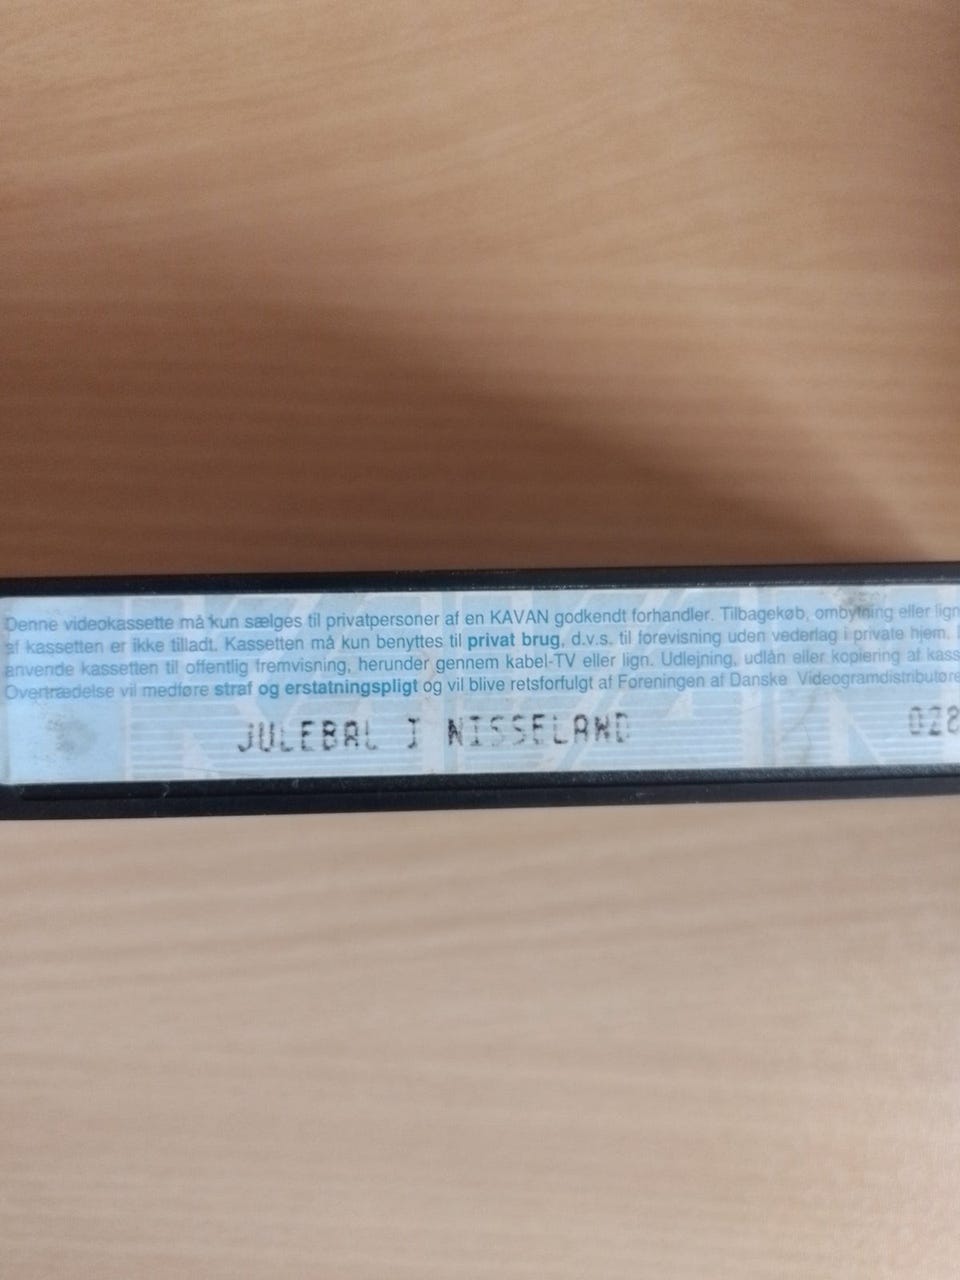 Denne videokassette må kun sælges til privatpersoner af en KAVAN godkendt forhandler. Tilbagekøb, ombytning eller lign
af kassetten er ikke tilladt. Kassetten må kun benyttes til privat brug, d.v.s. til forevisning uden vederlag i private hjem.
anvende kassetten til offentlig fremvisning, herunder gennem kabel-TV eller lign. Udlejning, udlån eller kopiering af kass
Overtrædelse vil medføre straf og erstatningspligt og vil blive retsforfulgt af Foreningen af Danske Videogramdistributøre
JULEBAL I NISSELAND 028